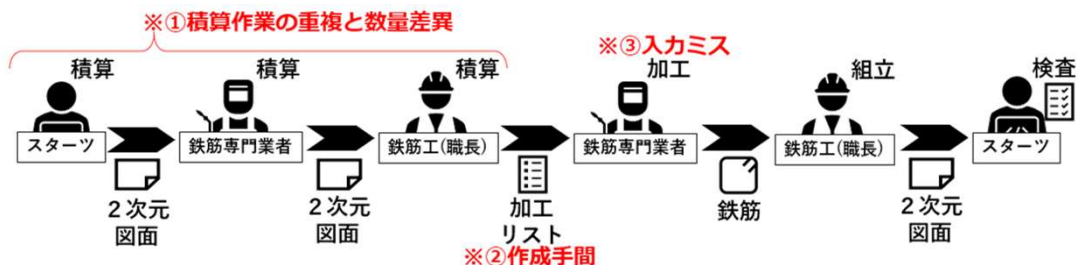 ※①積算作業の重複と数量差異
※③入力ミス
積算
積算
積算
加工
組立
検査
スターツ
鉄筋専門業者
鉄筋工(職長)
鉄筋専門業者
鉄筋工(職長)
スターツ
２次元
図面
２次元
図面
加工
リスト
鉄筋
２次元
図面
※②作成手間